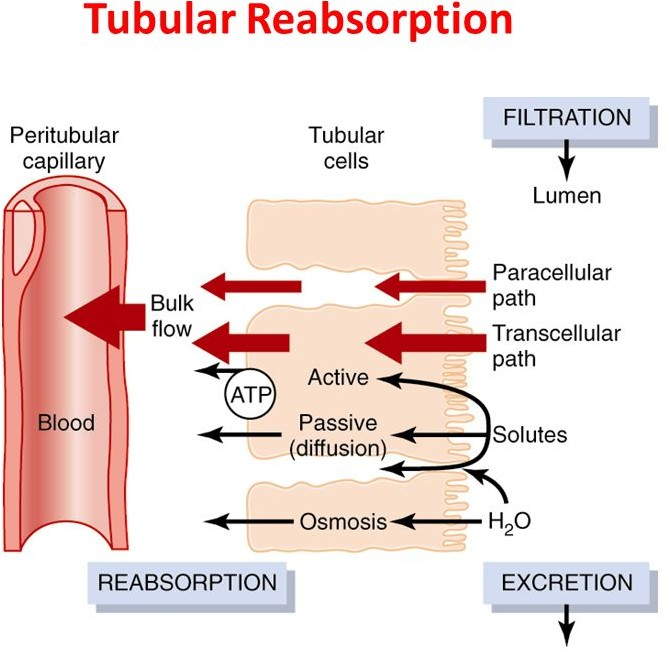 Tubular Reabsorption
FILTRATION
Peritubular
capillary
Tubular
cells
Lumen
Paracellular
path
Bulk
flow
Transcellular
path
Active
ATP
Blood
Passive
(diffusion)
Solutes
Osmosis
H₂O
REABSORPTION
EXCRETION